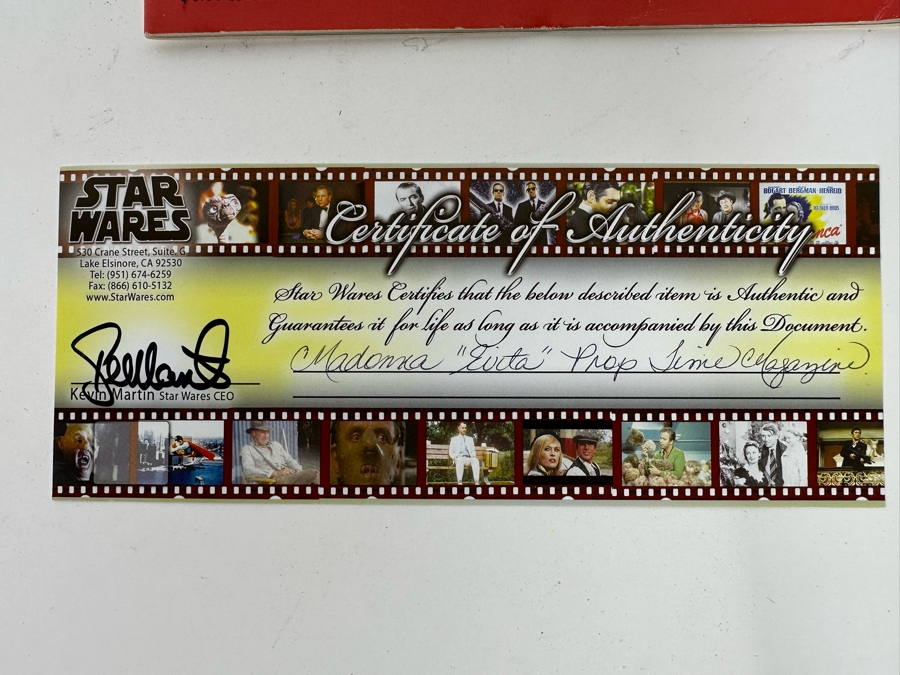 STAR
WARES
530 Crane Street, Suite. G
Lake Elsinore, CA 92530
Tel: (951) 674-6259
Fax: (866) 610-5132
www.StarWares.com
Certificate of Authenticity
BOGART BERGMAN HENREID
Star Wares Certifies that the below described item is Authentic and
Guarantees it for life as long as it is accompanied by this Document.
Madonna "Evita" Prop Time Magazine
Kevin Martin Star Wares CEO